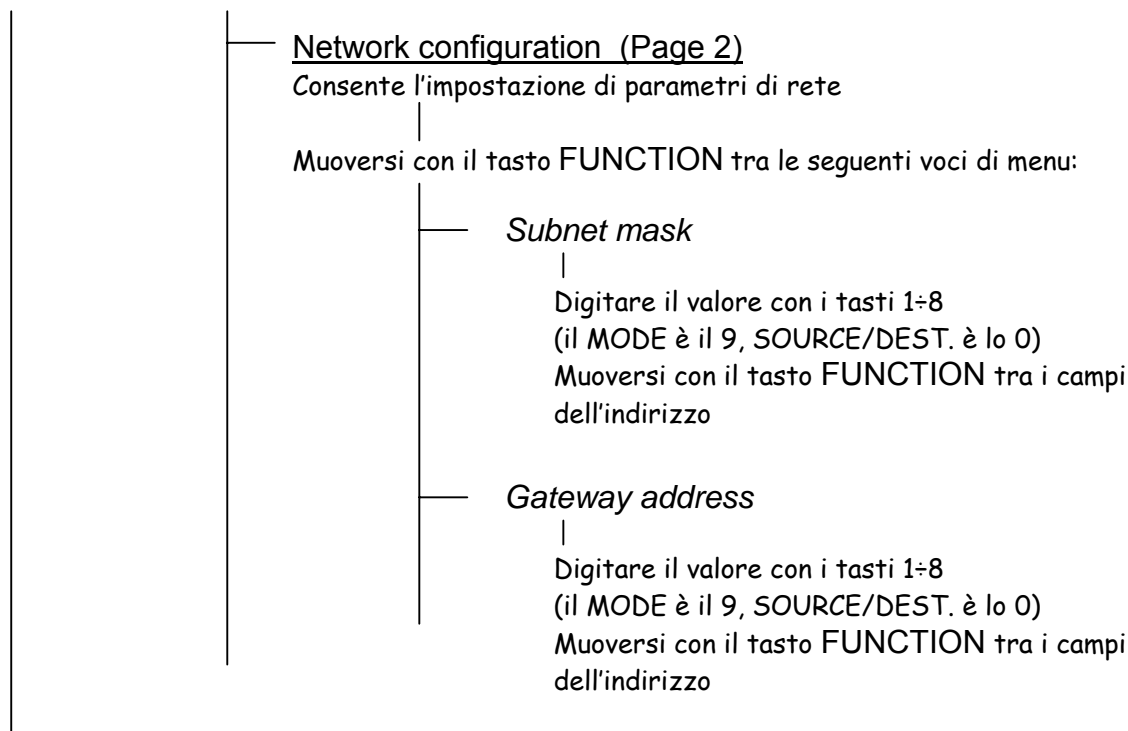 Network configuration (Page 2)
Consente l'impostazione di parametri di rete
Muoversi con il tasto FUNCTION tra le seguenti voci di menu:
Subnet mask
Digitare il valore con i tasti 1÷8
(il MODE è il 9, SOURCE/DEST. è lo 0)
Muoversi con il tasto FUNCTION tra i campi
dell'indirizzo
Gateway address
Digitare il valore con i tasti 1÷8
(il MODE è il 9, SOURCE/DEST. è lo 0)
Muoversi con il tasto FUNCTION tra i campi
dell'indirizzo